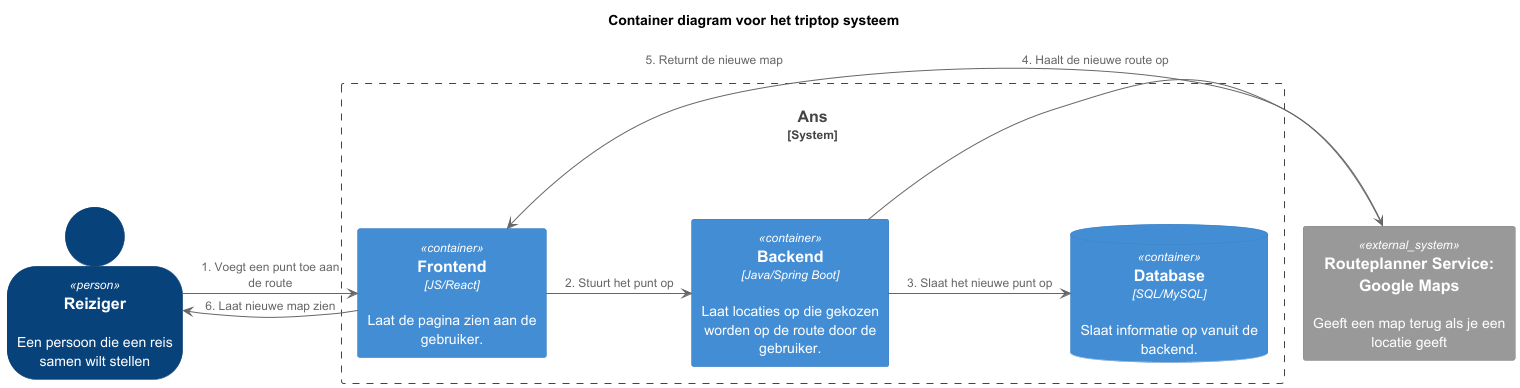 Container diagram voor het triptop systeem
5. Returnt de nieuwe map
4. Haalt de nieuwe route op
Ans
[System]
«person»
Reiziger
Een persoon die een reis
samen wilt stellen
1. Voegt een punt toe aan
de route
6. Laat nieuwe map zien
«container»
Frontend
[JS/React]
Laat de pagina zien aan de
gebruiker.
2. Stuurt het punt op
«container»
Backend
[Java/Spring Boot]
Laat locaties op die gekozen
worden op de route door de
gebruiker.
3. Slaat het nieuwe punt op
«container»
Database
[SQL/MySQL]
Slaat informatie op vanuit de
backend.
«external_system»
Routeplanner Service:
Google Maps
Geeft een map terug als je een
locatie geeft